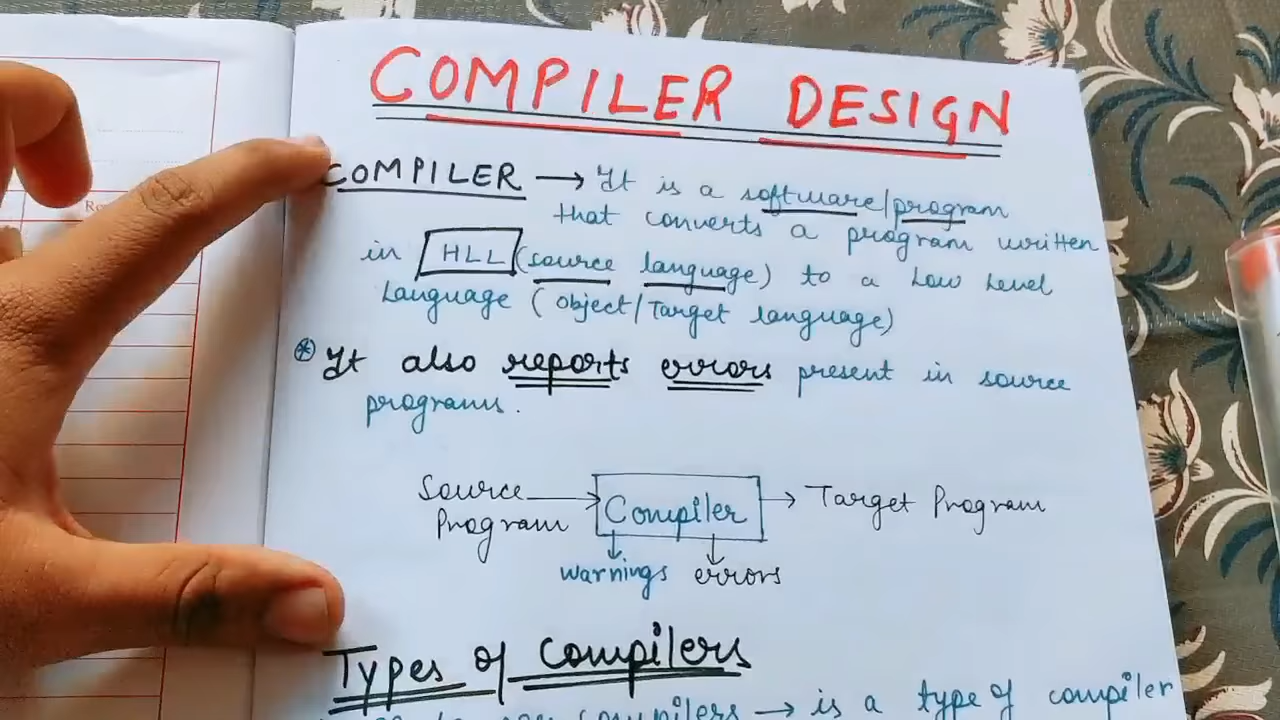 COMPILER DESIGN
COMPILER → It is a software/program
that converts a program written
in HLL (source language) to a Low Level
Language (Object/Target language)
* It also reports errors present in source
programs.
Source
Program
Compiler
Target Program
warnings errors
Types of compilers
compilers → is a type of compiler